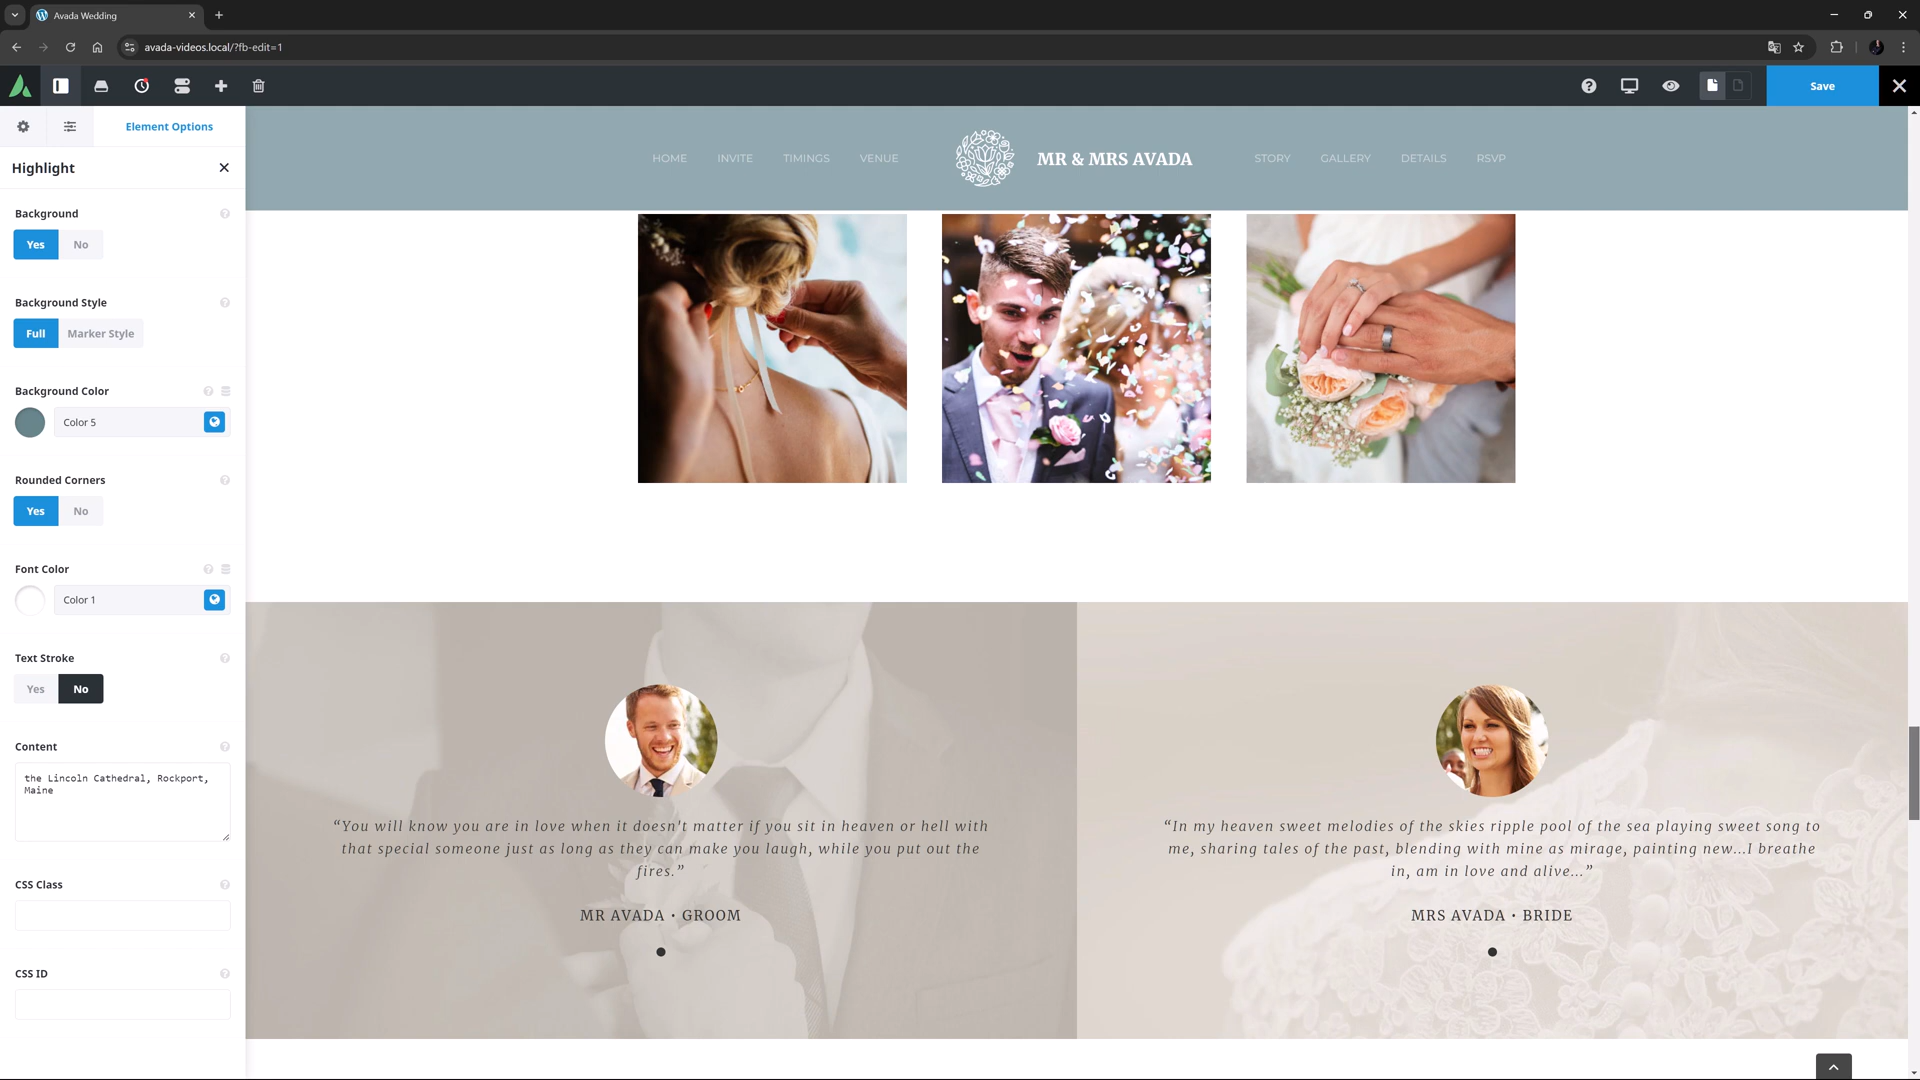 Avada Wedding
avada-videos.local/?fb-edit=1
Save
Element Options
Highlight
Background
Yes No
Background Style
Full Marker Style
Background Color
Color 5
Rounded Corners
Yes No
Font Color
Color 1
Text Stroke
Yes No
Content
the Lincoln Cathedral, Rockport,
Maine
CSS Class
CSS ID
HOME INVITE TIMINGS VENUE MR & MRS AVADA STORY GALLERY DETAILS RSVP
“You will know you are in love when it doesn't matter if you sit in heaven or hell with
that special someone just as long as they can make you laugh, while you put out the
fires.”
MR AVADA • GROOM
“In my heaven sweet melodies of the skies ripple pool of the sea playing sweet song to
me, sharing tales of the past, blending with mine as mirage, painting new...I breathe
in, am in love and alive...”
MRS AVADA • BRIDE